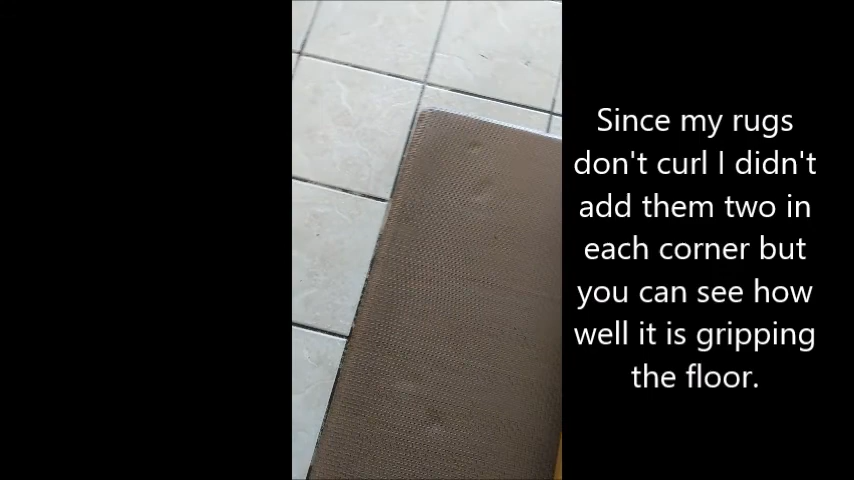 Since my rugs
don't curl I didn't
add them two in
each corner but
you can see how
well it is gripping
the floor.